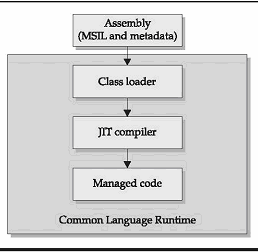 Assembly
(MSIL and metadata)
Class loader
JIT compiler
Managed code
Common Language Runtime